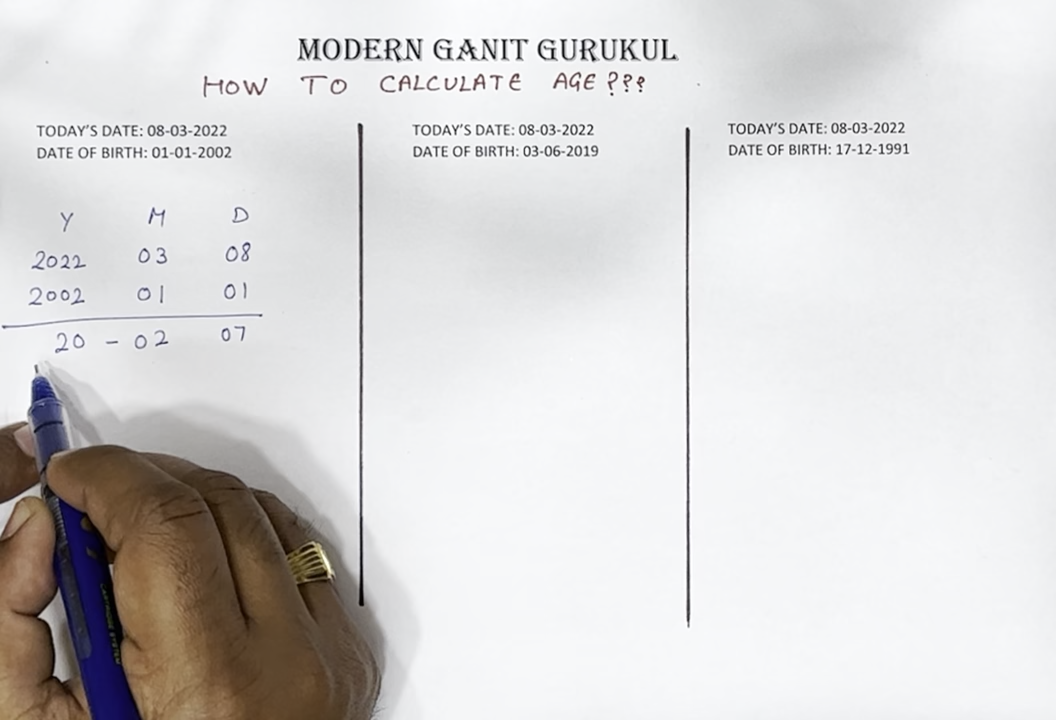 MODERN GANIT GURUKUL
HOW TO CALCULATE AGE???
TODAY'S DATE: 08-03-2022
DATE OF BIRTH: 01-01-2002
Y M D
2022 03 08
2002 01 01
20 - 02 07
TODAY'S DATE: 08-03-2022
DATE OF BIRTH: 03-06-2019
TODAY'S DATE: 08-03-2022
DATE OF BIRTH: 17-12-1991